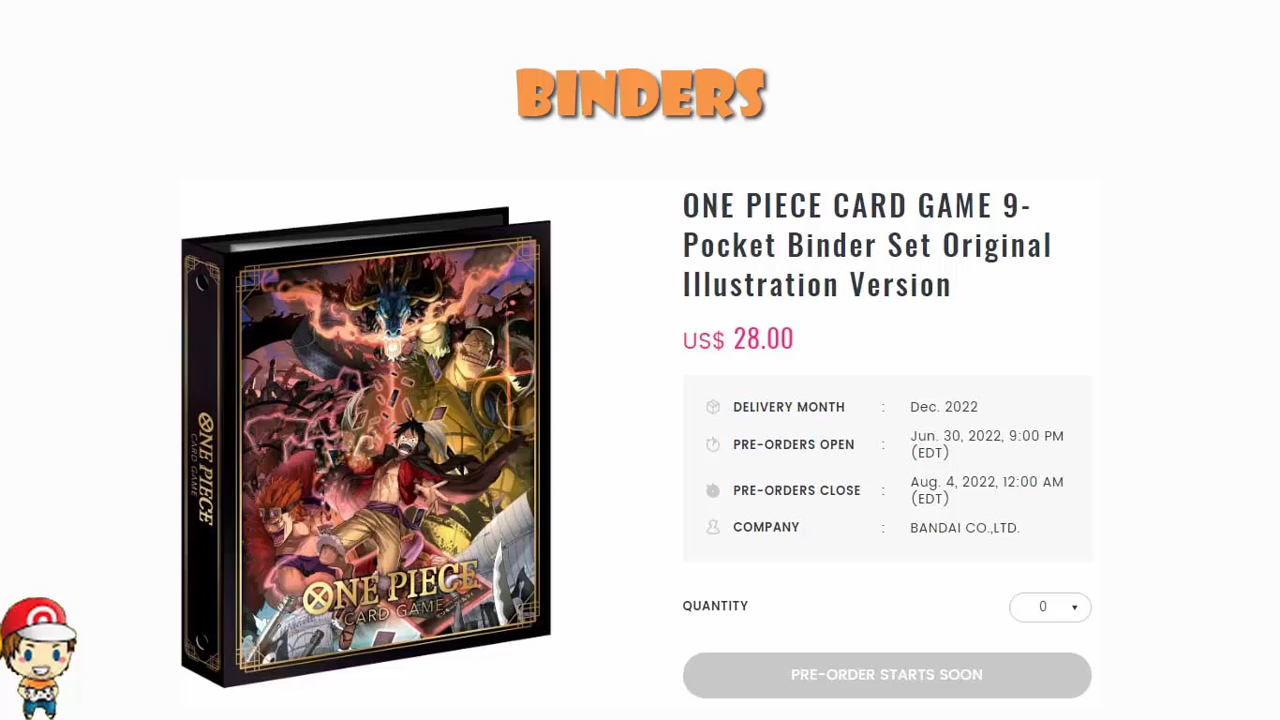 BINDERS
ONE PIECE CARD GAME 9-
Pocket Binder Set Original
Illustration Version
US$ 28.00
DELIVERY MONTH : Dec. 2022
PRE-ORDERS OPEN : Jun. 30, 2022, 9:00 PM
(EDT)
PRE-ORDERS CLOSE : Aug. 4, 2022, 12:00 AM
(EDT)
COMPANY : BANDAI CO.,LTD.
QUANTITY 0
PRE-ORDER STARTS SOON
ONE PIECE
CARD GAME
ONE PIECE
CARD GAME